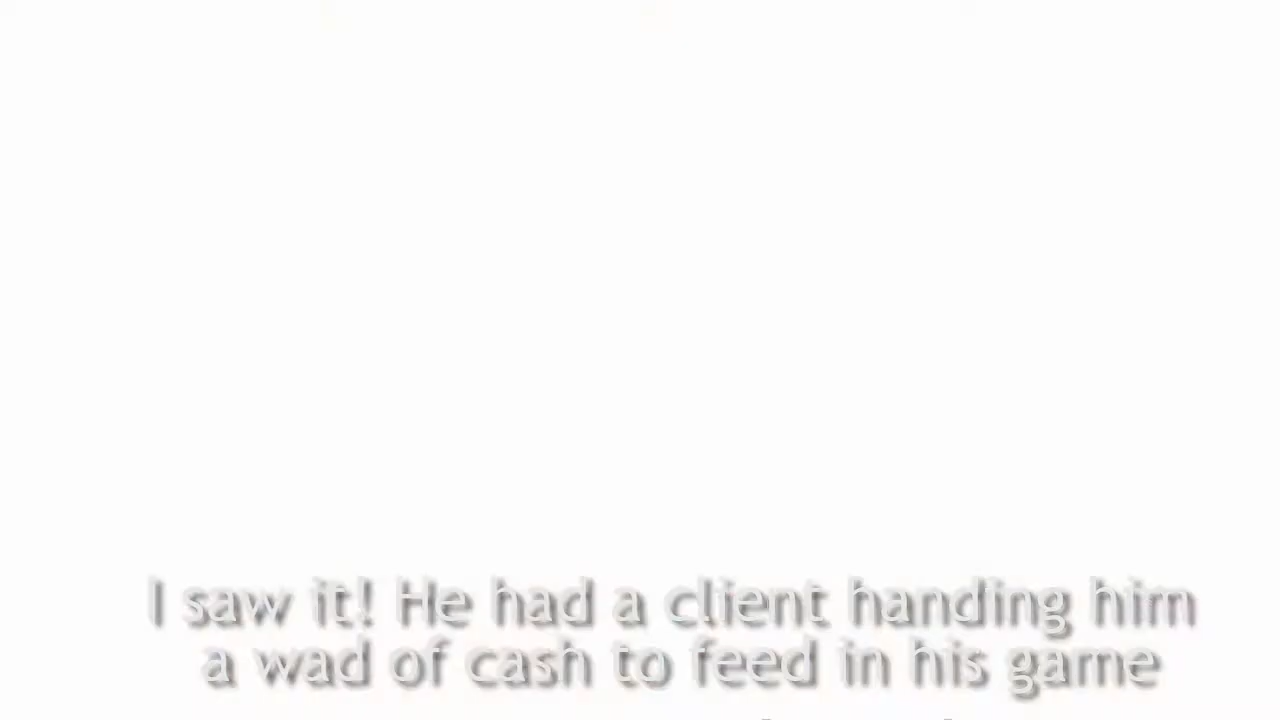 I saw it! He had a client handing him
a wad of cash to feed in his game